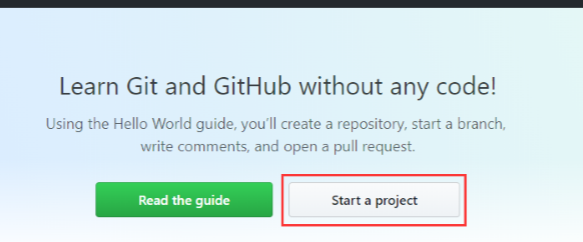 Learn Git and GitHub without any code!
Using the Hello World guide, you'll create a repository, start a branch,
write comments, and open a pull request.
Read the guide
Start a project